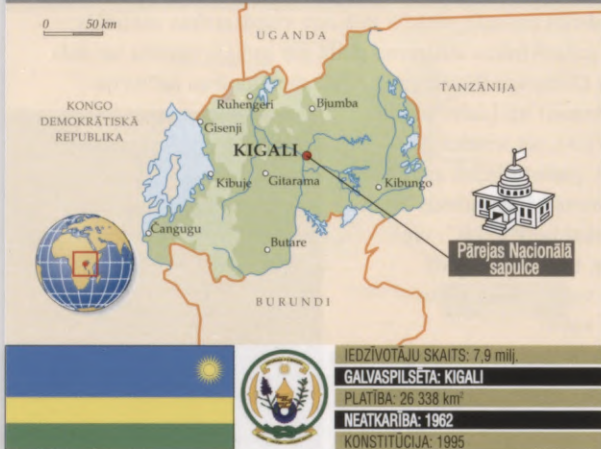 0 50 km
UGANDA
TANZĀNIJA
KONGO
DEMOKRĀTISKĀ
REPUBLIKA
Ruhengeri
Bjumba
Gisenji
KIGALI
Kibuje
Gitarama
Kibungo
Cangugu
Butare
Pārejas Nacionālā
sapulce
BURUNDI
IEDZĪVOTĀJU SKAITS: 7,9 milj.
GALVASPILSĒTA: KIGALI
PLATĪBA: 26 338 km²
NEATKARĪBA: 1962
KONSTITŪCIJA: 1995